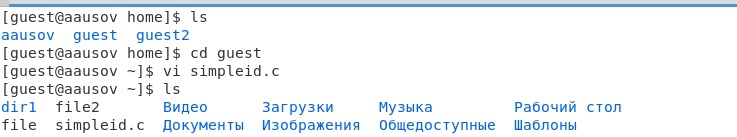 [guest@aausov home]$ ls
aausov  guest  guest2
[guest@aausov home]$ cd guest
[guest@aausov ~]$ vi simpleid.c
[guest@aausov ~]$ ls
dir1  file2       Видео      Загрузки     Музыка         Рабочий стол
file  simpleid.c  Документы  Изображения  Общедоступные  Шаблоны